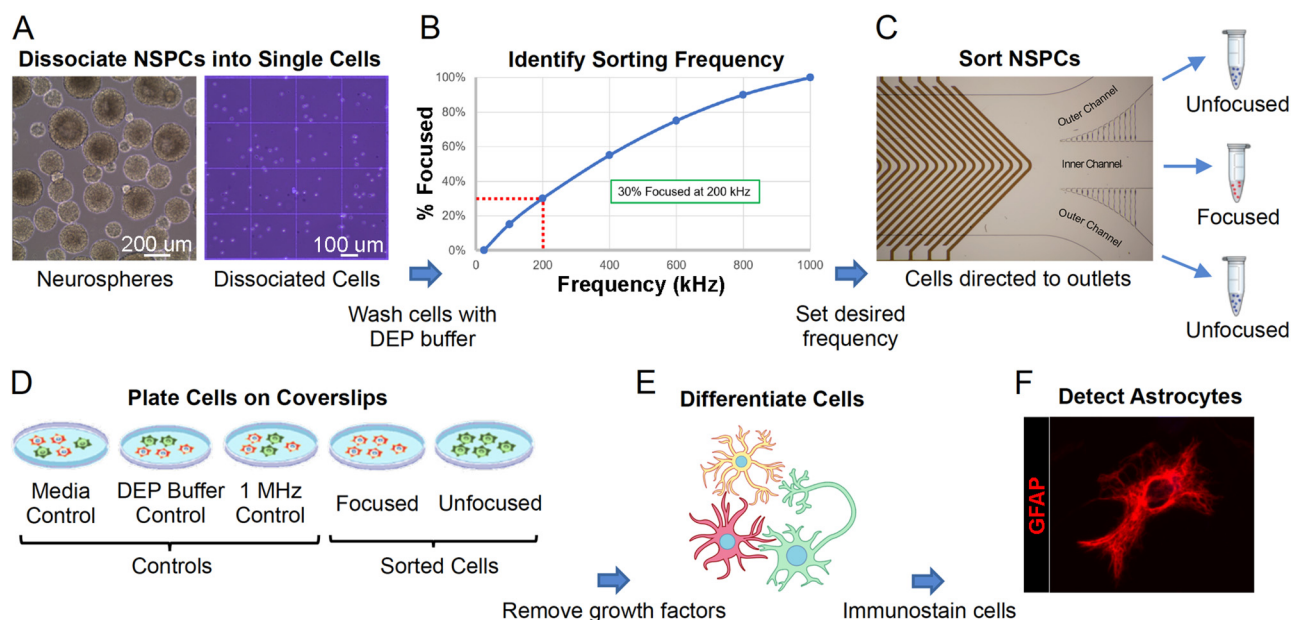 A
Dissociate NSPCs into Single Cells
200 um
100 um
Neurospheres
Dissociated Cells
Wash cells with
DEP buffer
B
Identify Sorting Frequency
% Focused
100%
80%
60%
40%
20%
0%
30% Focused at 200 kHz
0
200
400
600
800
1000
Frequency (kHz)
Set desired
frequency
C
Sort NSPCs
Outer Channel
Inner Channel
Outer Channel
Cells directed to outlets
Unfocused
Focused
Unfocused
D
Plate Cells on Coverslips
Media
Control
DEP Buffer
Control
1 MHz
Control
Focused
Unfocused
Controls
Sorted Cells
Remove growth factors
E
Differentiate Cells
Immunostain cells
F
Detect Astrocytes
GFAP